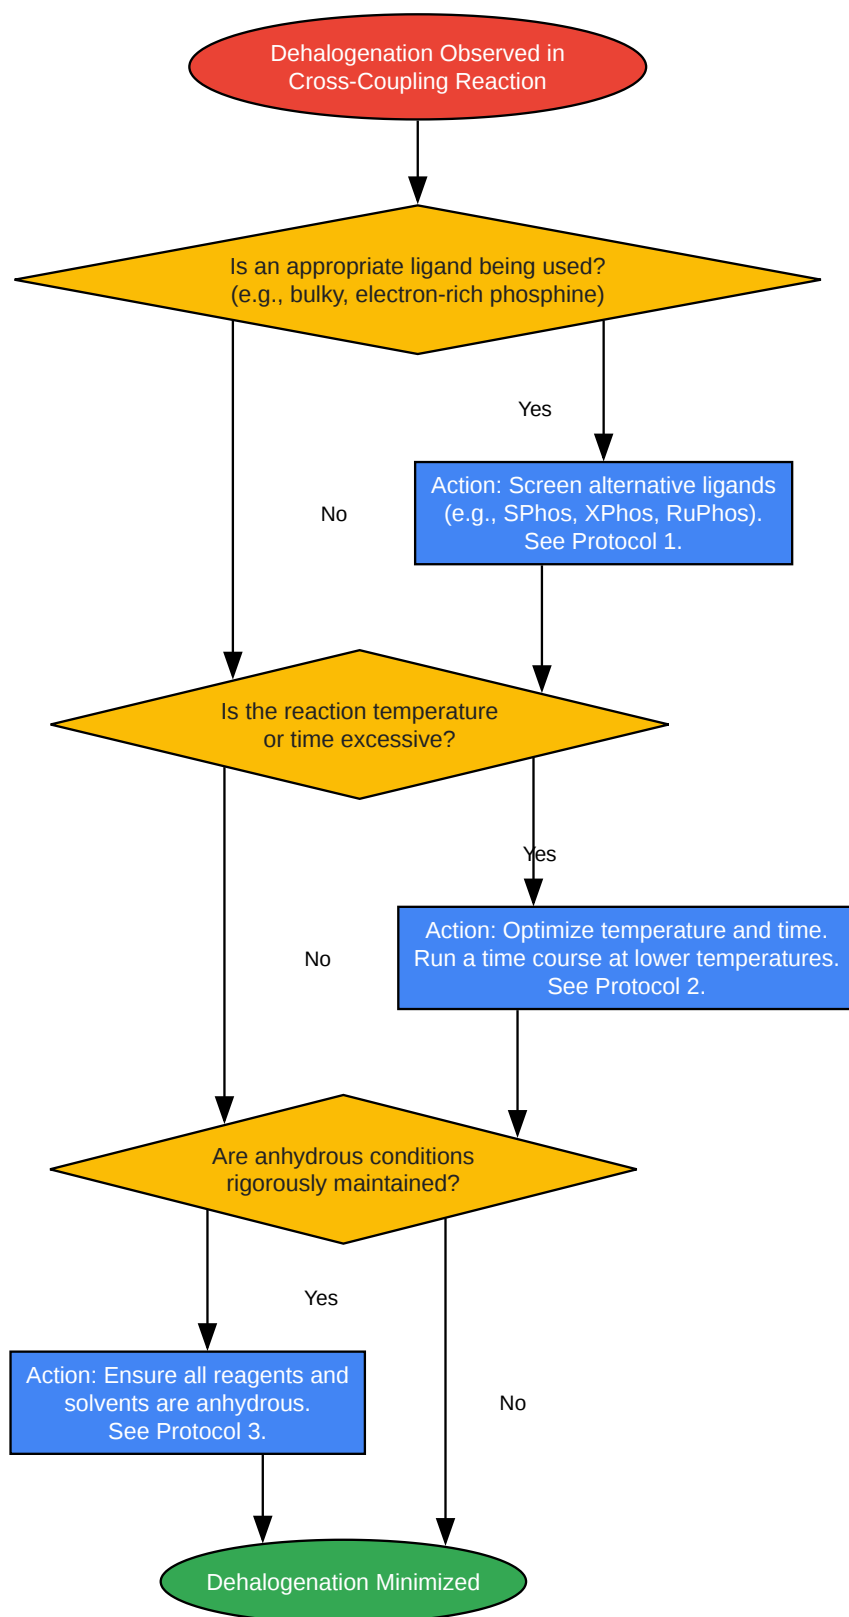 Dehalogenation Observed in
Cross-Coupling Reaction
Is an appropriate ligand being used?
(e.g., bulky, electron-rich phosphine)
Yes
Action: Screen alternative ligands
(e.g., SPhos, XPhos, RuPhos).
See Protocol 1.
No
Is the reaction temperature
or time excessive?
Yes
Action: Optimize temperature and time.
Run a time course at lower temperatures.
See Protocol 2.
No
Are anhydrous conditions
rigorously maintained?
Yes
Action: Ensure all reagents and
solvents are anhydrous.
See Protocol 3.
No
Dehalogenation Minimized